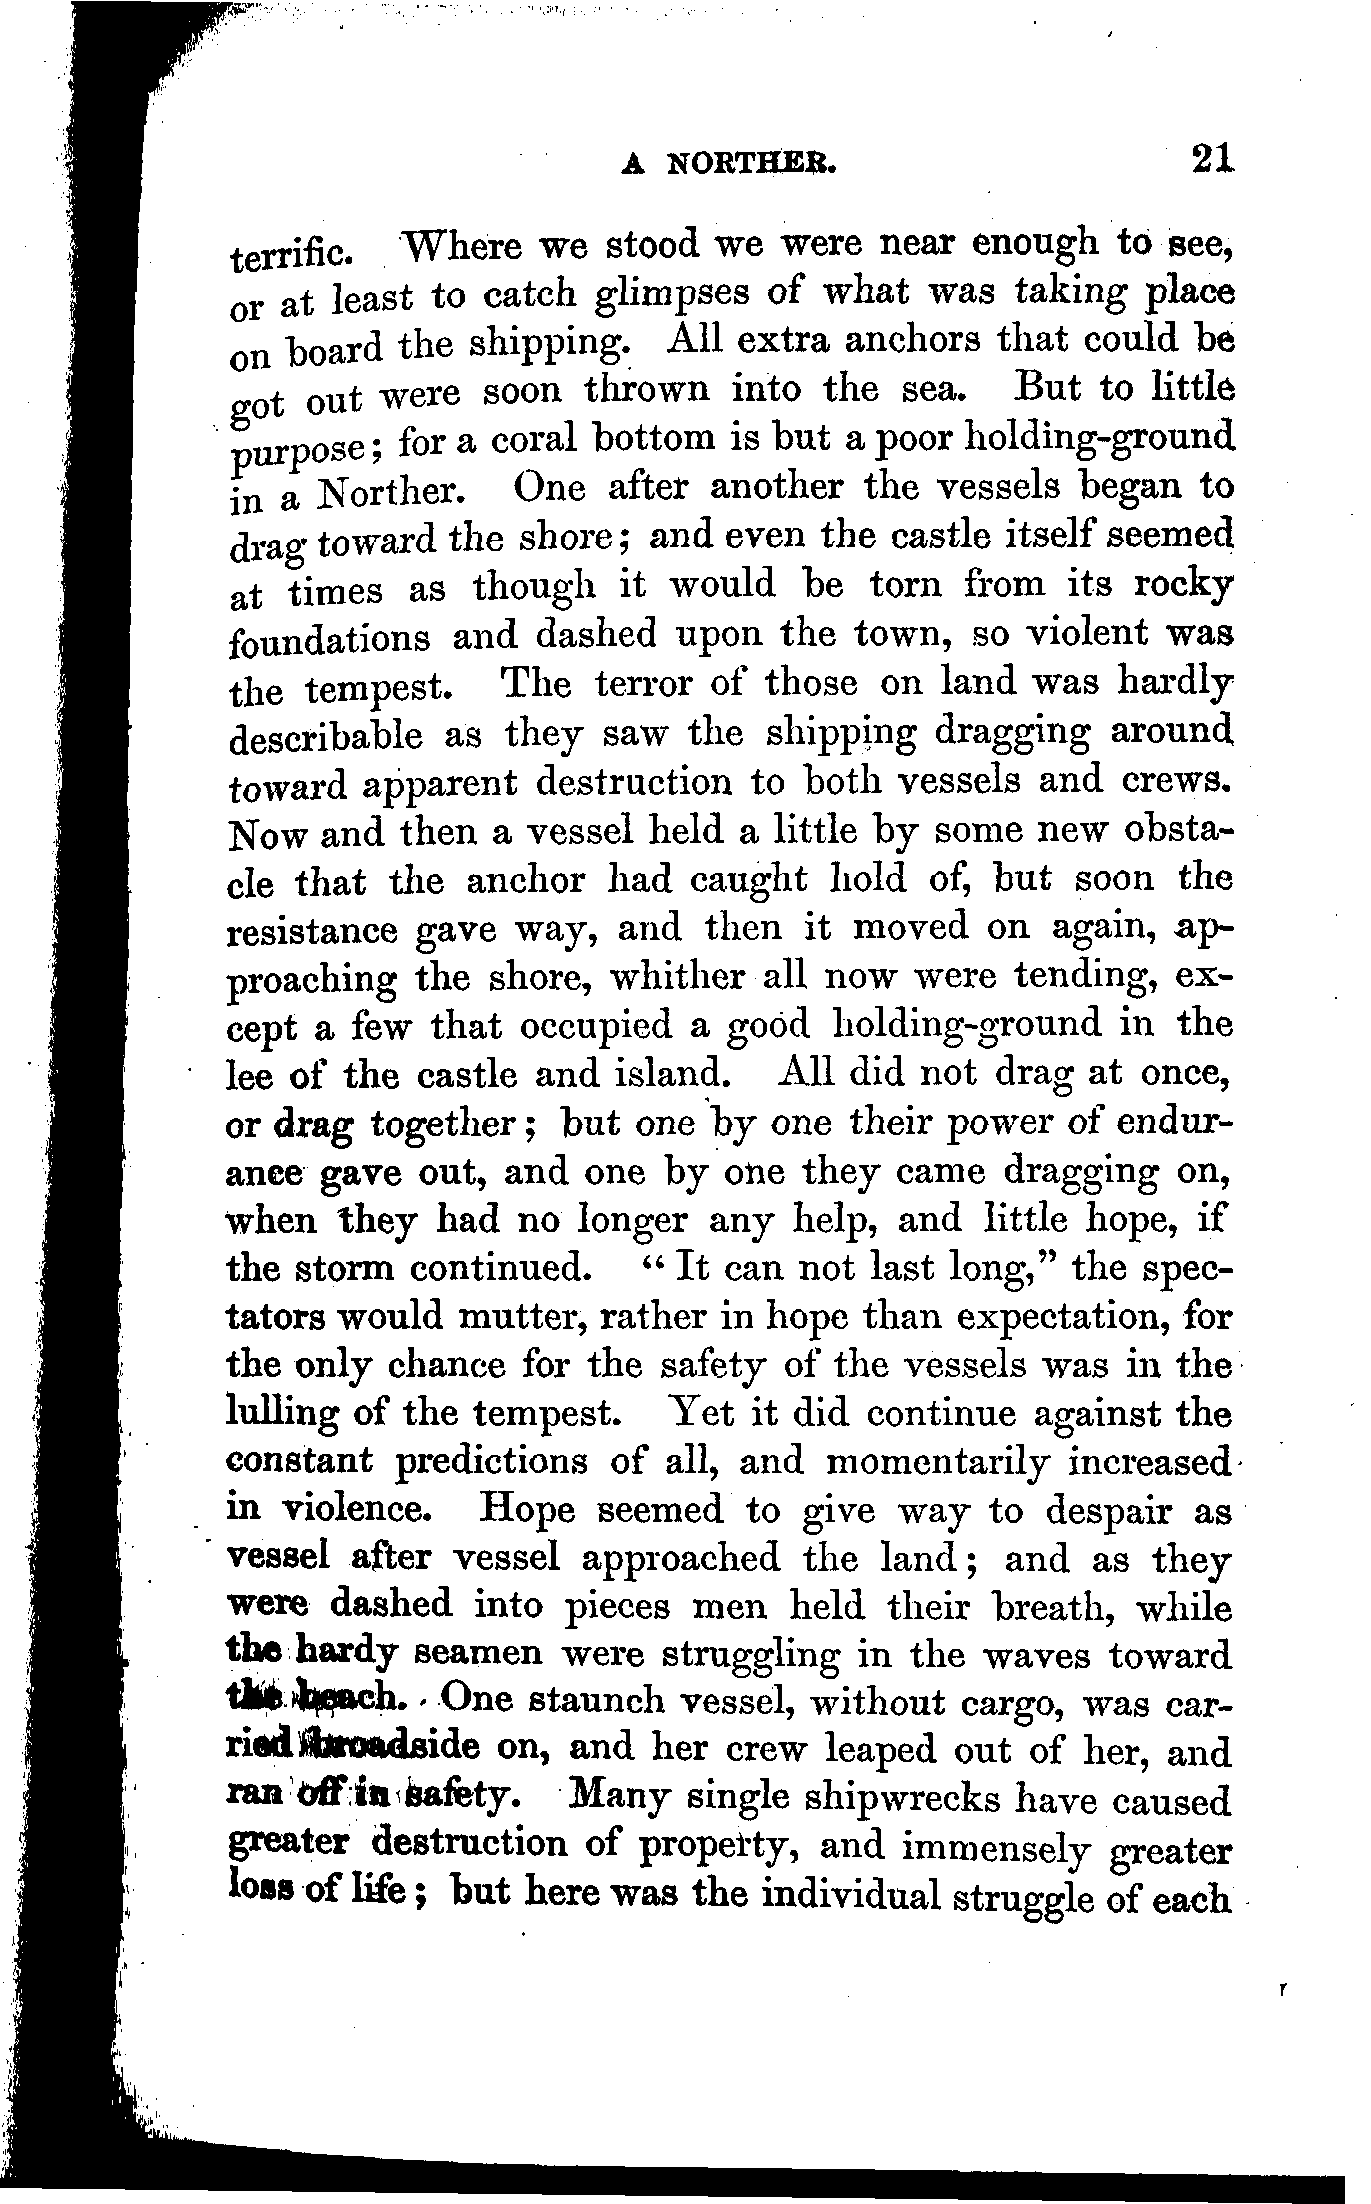 A NORTHER. 21
terrific. Where we stood we were near enough to see,
or at least to catch glimpses of what was taking place
on board the shipping. All extra anchors that could be
got out were soon thrown into the sea. But to little
purpose; for a coral bottom is but a poor holding-ground
in a Norther. One after another the vessels began to
drag toward the shore; and even the castle itself seemed
at times as though it would be torn from its rocky
foundations and dashed upon the town, so violent was
the tempest. The terror of those on land was hardly
describable as they saw the shipping dragging around
toward apparent destruction to both vessels and crews.
Now and then a vessel held a little by some new obsta-
cle that the anchor had caught hold of, but soon the
resistance gave way, and then it moved on again, ap-
proaching the shore, whither all now were tending, ex-
cept a few that occupied a good holding-ground in the
lee of the castle and island. All did not drag at once,
or drag together; but one by one their power of endur-
ance gave out, and one by one they came dragging on,
when they had no longer any help, and little hope, if
the storm continued. "It can not last long," the spec-
tators would mutter, rather in hope than expectation, for
the only chance for the safety of the vessels was in the
lulling of the tempest. Yet it did continue against the
constant predictions of all, and momentarily increased
in violence. Hope seemed to give way to despair as
vessel after vessel approached the land; and as they
were dashed into pieces men held their breath, while
the hardy seamen were struggling in the waves toward
the beach. One staunch vessel, without cargo, was car-
ried broadside on, and her crew leaped out of her, and
ran off in safety. Many single shipwrecks have caused
greater destruction of property, and immensely greater
loss of life; but here was the individual struggle of each